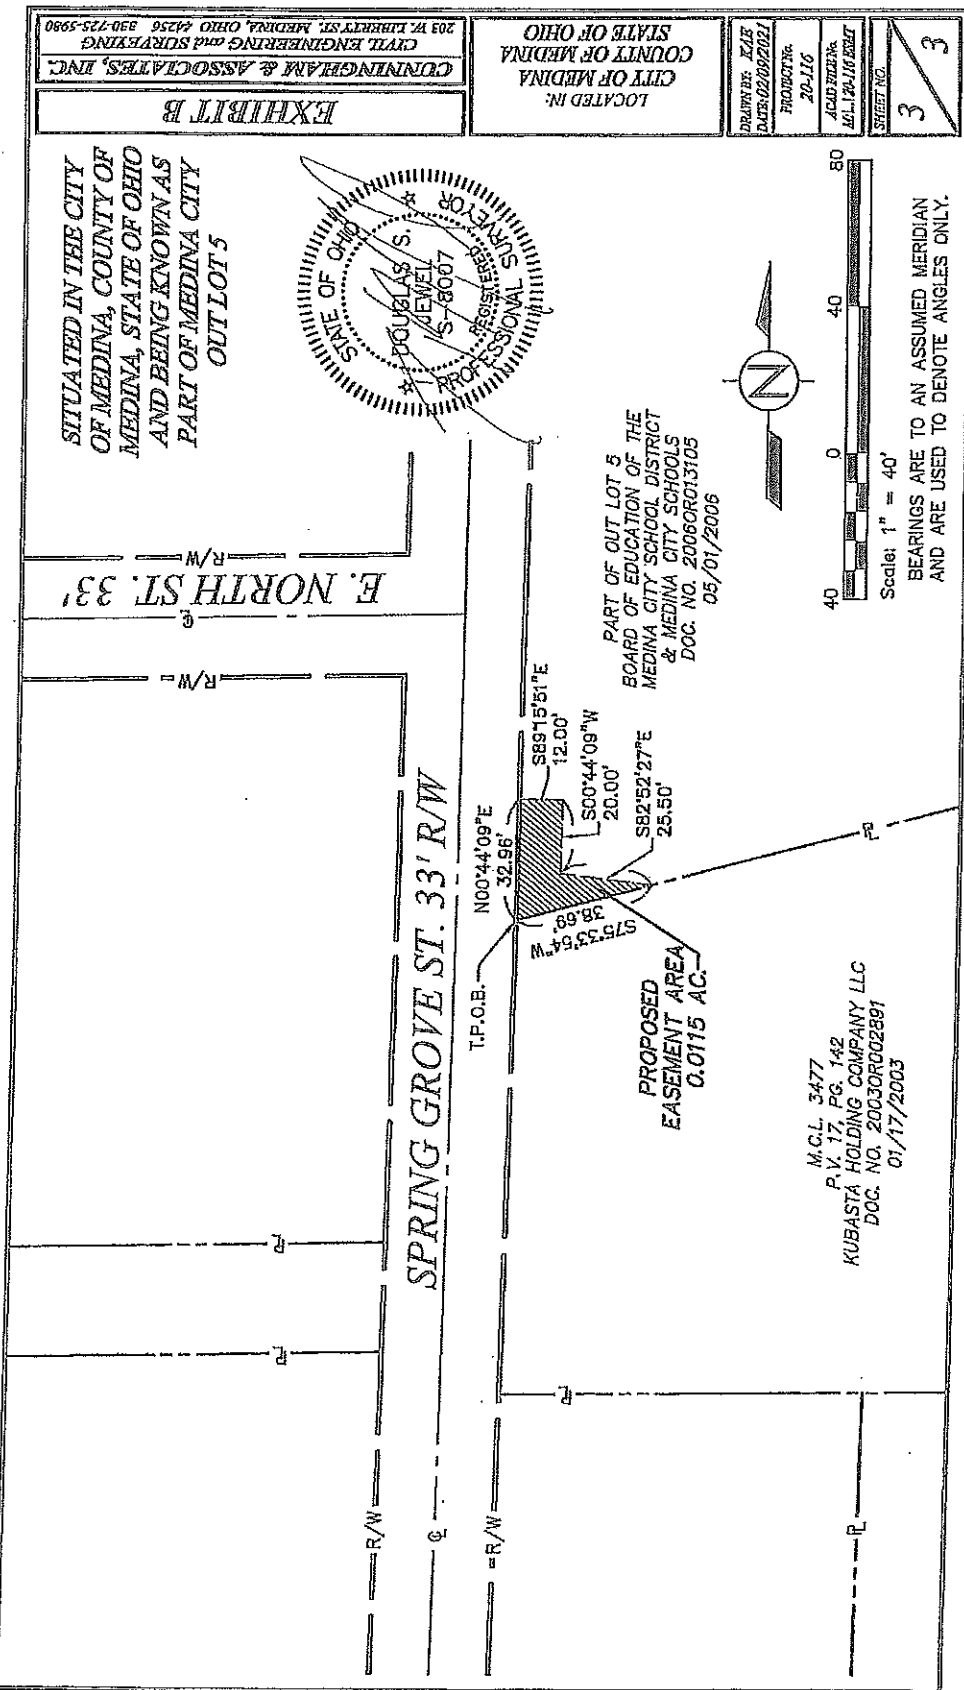 SITUATED IN THE CITY
OF MEDINA, COUNTY OF
MEDINA, STATE OF OHIO
AND BEING KNOWN AS
PART OF MEDINA CITY
OUT LOT 5
STATE OF OHIO
DOUGLAS S.
JEWEL
S-8007
REGISTERED
PROFESSIONAL SURVEYOR
R/W
E. NORTH ST. 33'
R/W
SPRING GROVE ST. 33' R/W
T.P.O.B.
N00°44'09"E
32.96'
S89°15'51"E
12.00'
S00°44'09"W
20.00'
S82°52'27"E
25.50'
S75°33'54"W
38.69'
PROPOSED
EASEMENT AREA
0.0115 AC.
PART OF OUT LOT 5
BOARD OF EDUCATION OF THE
MEDINA CITY SCHOOL DISTRICT
& MEDINA CITY SCHOOLS
DOC. NO. 2006OR013105
05/01/2006
M.C.L. 3477
P.V. 17, PG. 142
KUBASTA HOLDING COMPANY LLC
DOC. NO. 2003OR002891
01/17/2003
R/W
R/W
N
40 0 40 80
Scale: 1" = 40'
BEARINGS ARE TO AN ASSUMED MERIDIAN
AND ARE USED TO DENOTE ANGLES ONLY.
EXHIBIT B
CUNNINGHAM & ASSOCIATES, INC.
CIVIL ENGINEERING and SURVEYING
203 W. LIBERTY ST. MEDINA, OHIO 44256 330-725-5980
LOCATED IN:
CITY OF MEDINA
COUNTY OF MEDINA
STATE OF OHIO
DRAWN BY: KAB
DATE: 02/09/2021
PROJECT No.
20-116
ACAD FILE No.
SHEET NO.
3
3